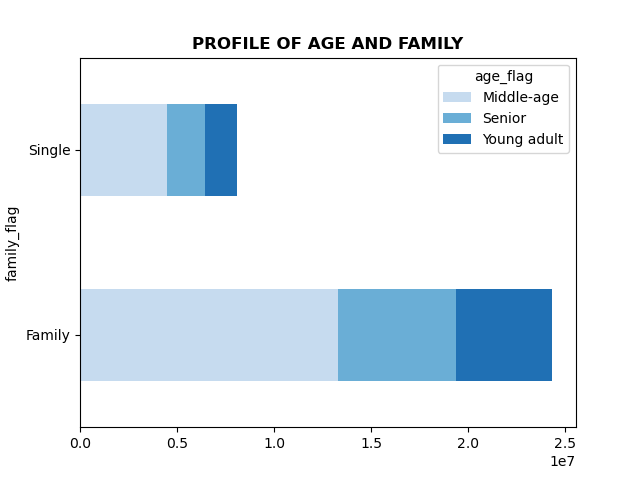 PROFILE OF AGE AND FAMILY
age_flag
Middle-age
Senior
Young adult
Single
family_flag
Family
0.0 0.5 1.0 1.5 2.0 2.5
1e7